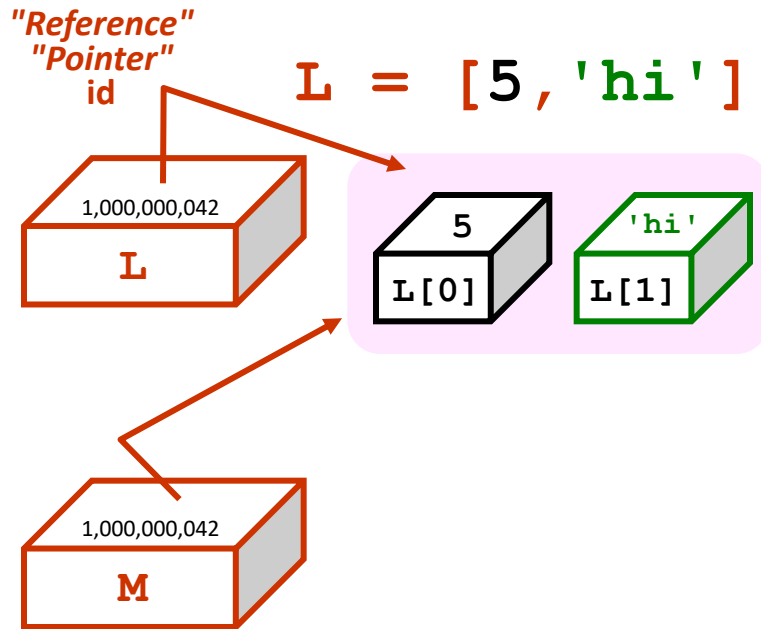 "Reference"
"Pointer"
id
L = [5,'hi']
1,000,000,042
L
5
L[0]
'hi'
L[1]
1,000,000,042
M